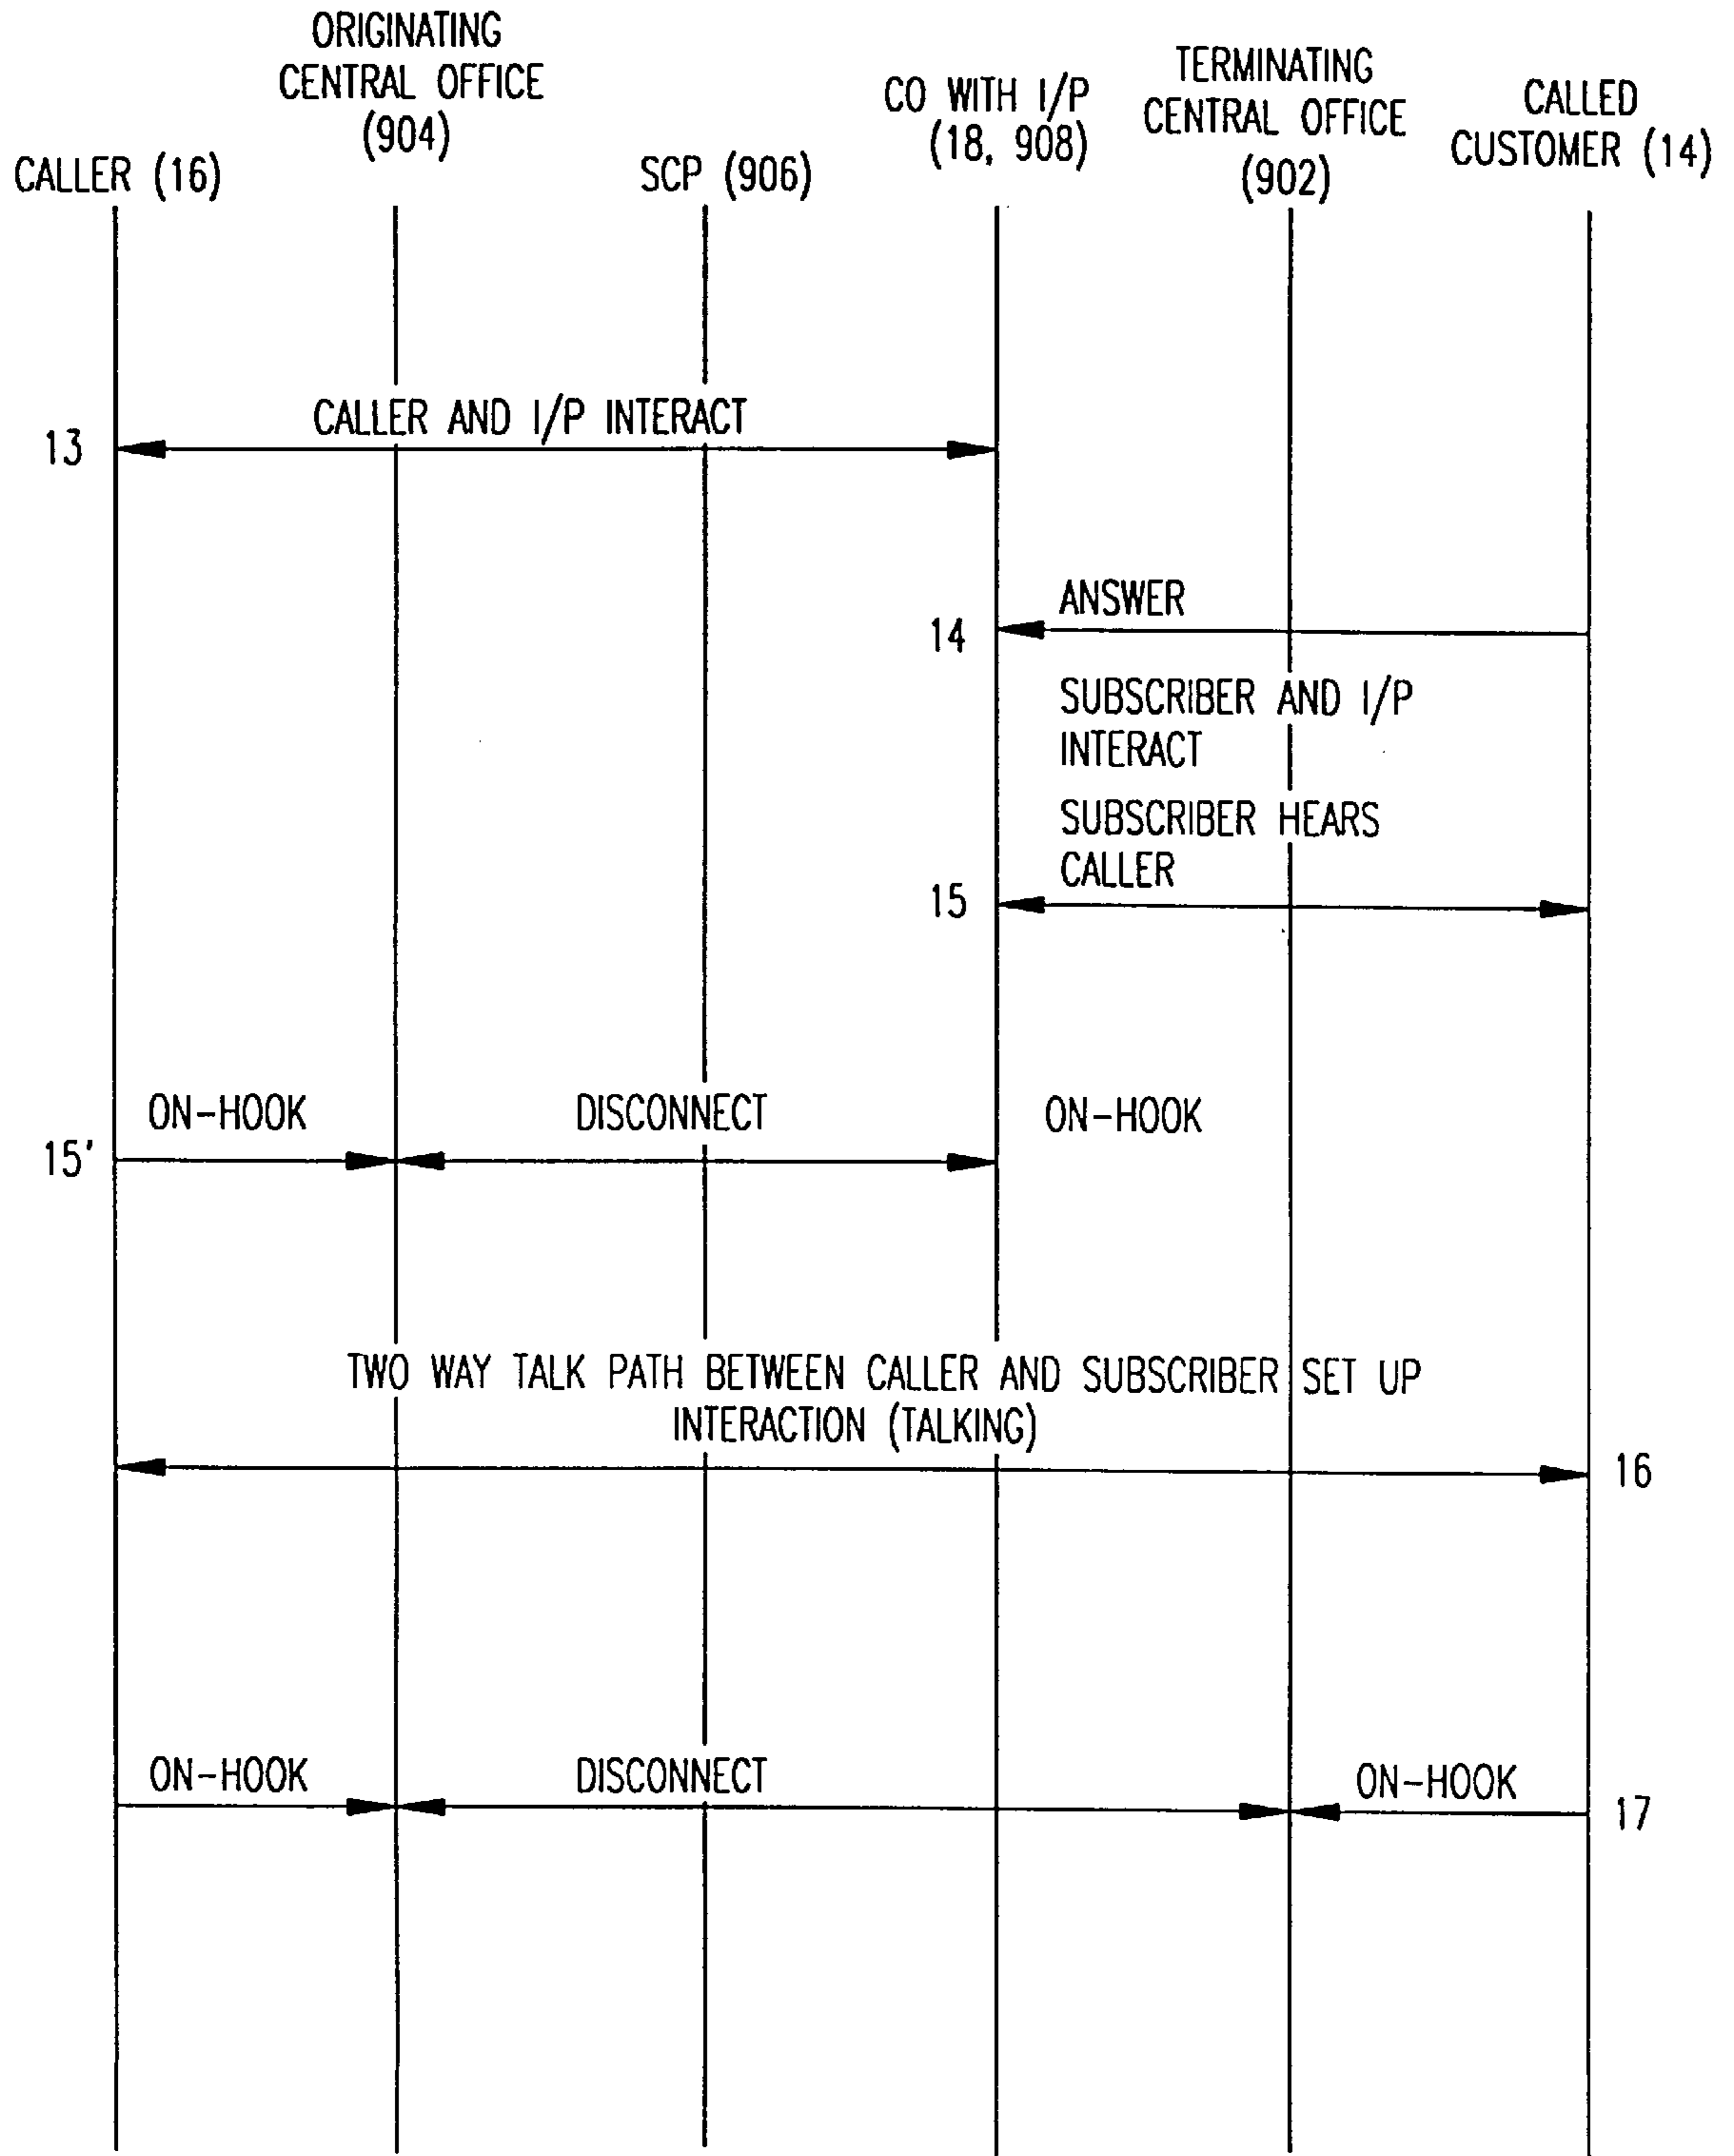 ORIGINATING
CENTRAL OFFICE
(904)
CALLER (16)
SCP (906)
CO WITH I/P
(18, 908)
TERMINATING
CENTRAL OFFICE
(902)
CALLED
CUSTOMER (14)
CALLER AND I/P INTERACT
13
ANSWER
14
SUBSCRIBER AND I/P
INTERACT
SUBSCRIBER HEARS
CALLER
15
ON-HOOK
DISCONNECT
ON-HOOK
15'
TWO WAY TALK PATH BETWEEN CALLER AND SUBSCRIBER SET UP
INTERACTION (TALKING)
16
ON-HOOK
DISCONNECT
ON-HOOK
17